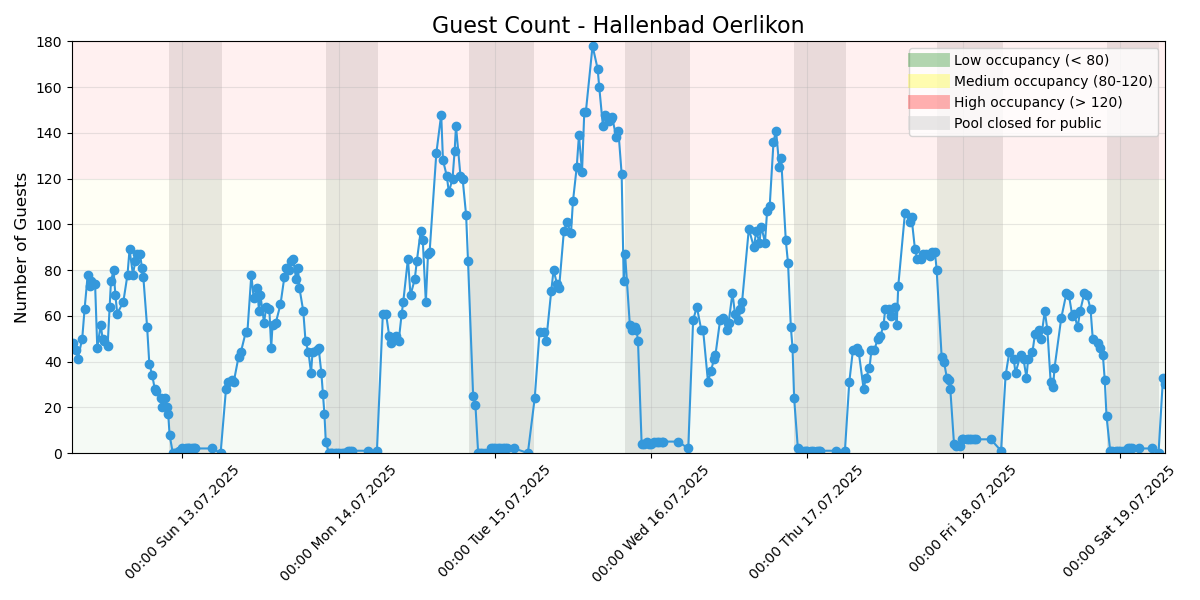 Guest Count - Hallenbad Oerlikon
Number of Guests
180
160
140
120
100
80
60
40
20
0
Low occupancy (< 80)
Medium occupancy (80-120)
High occupancy (> 120)
Pool closed for public
00:00 Sun 13.07.2025
00:00 Mon 14.07.2025
00:00 Tue 15.07.2025
00:00 Wed 16.07.2025
00:00 Thu 17.07.2025
00:00 Fri 18.07.2025
00:00 Sat 19.07.2025